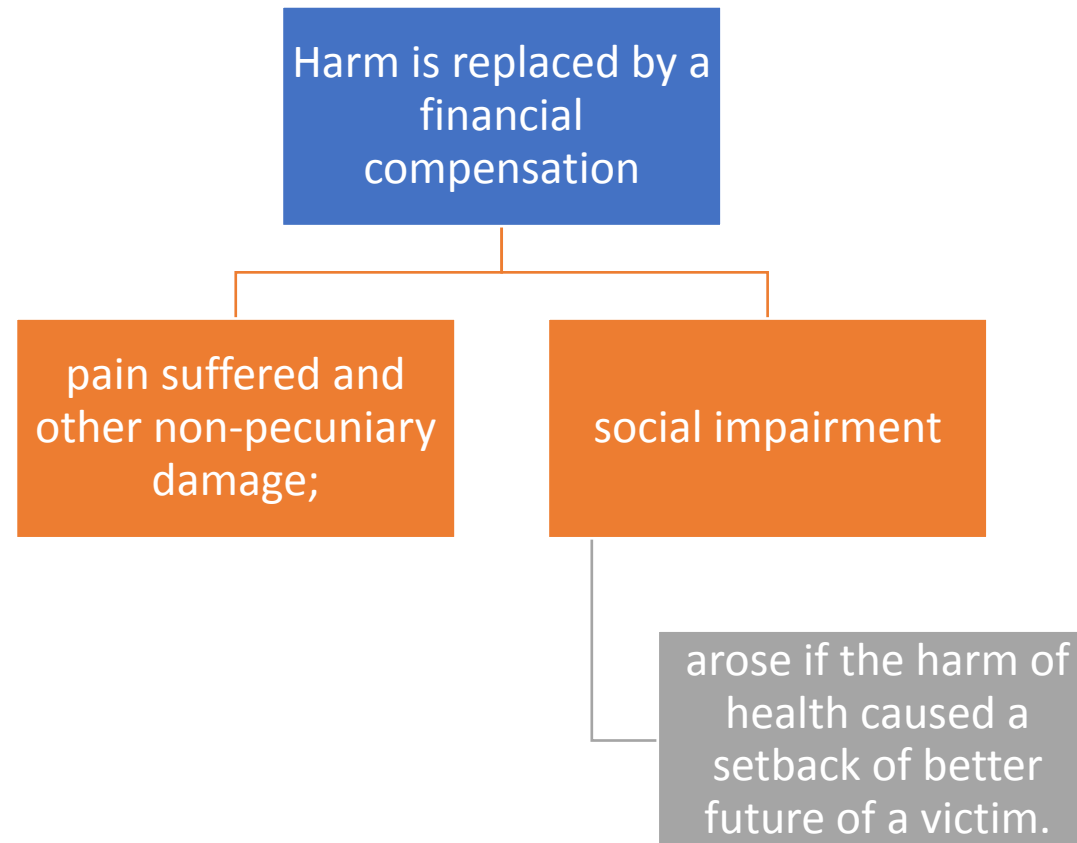 Harm is replaced by a
financial
compensation
pain suffered and
other non-pecuniary
damage;
social impairment
arose if the harm of
health caused a
setback of better
future of a victim.